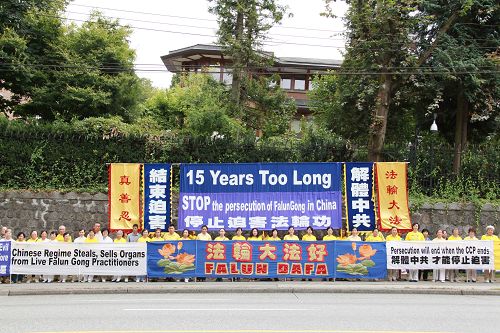 15 Years Too Long
STOP the persecution of FalunGong in China
停止迫害法輪功
真善忍
結束迫害
解體中共
法輪大法
Chinese Regime Steals, Sells Organs
from Live Falun Gong Practitioners
法輪大法好
FALUN DAFA
Persecution will end when the CCP ends
解體中共 才能停止迫害